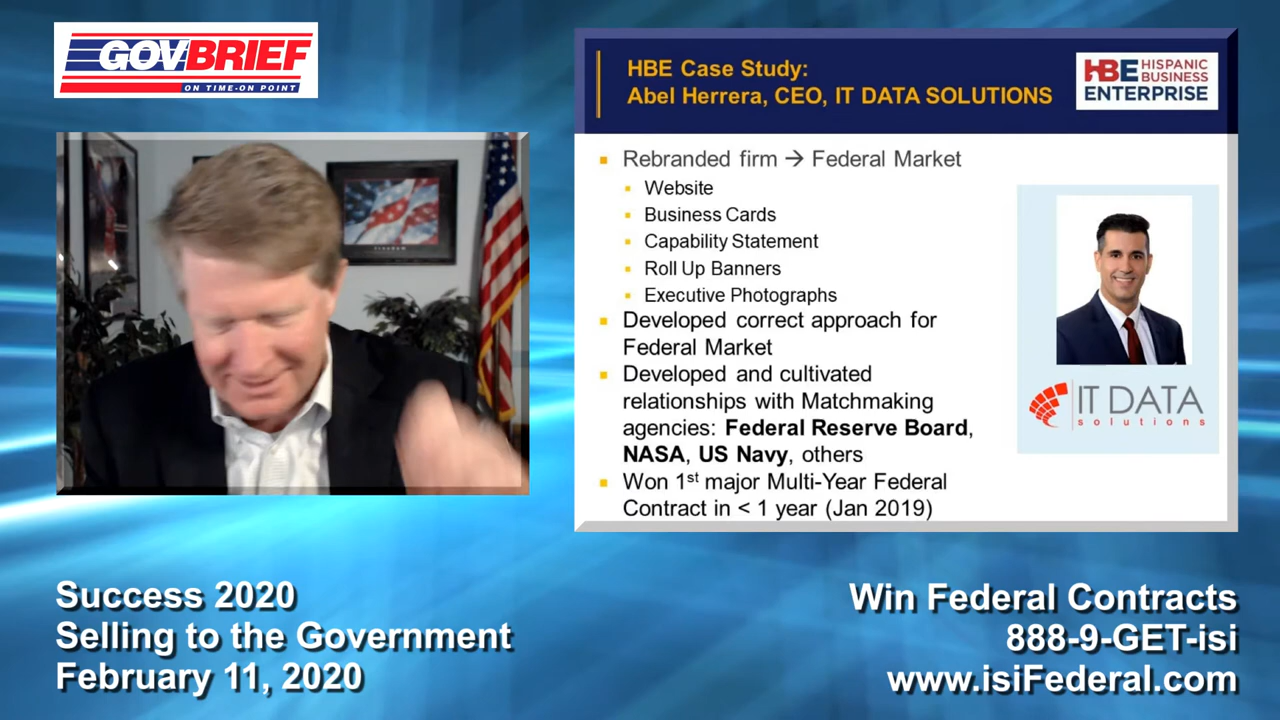 GOVBRIEF
ON TIME-ON POINT
HBE Case Study:
Abel Herrera, CEO, IT DATA SOLUTIONS
HBE HISPANIC BUSINESS
ENTERPRISE
Rebranded firm → Federal Market
Website
Business Cards
Capability Statement
Roll Up Banners
Executive Photographs
Developed correct approach for
Federal Market
Developed and cultivated
relationships with Matchmaking
agencies: Federal Reserve Board,
NASA, US Navy, others
Won 1st major Multi-Year Federal
Contract in < 1 year (Jan 2019)
IT DATA
solutions
Success 2020
Selling to the Government
February 11, 2020
Win Federal Contracts
888-9-GET-isi
www.isiFederal.com